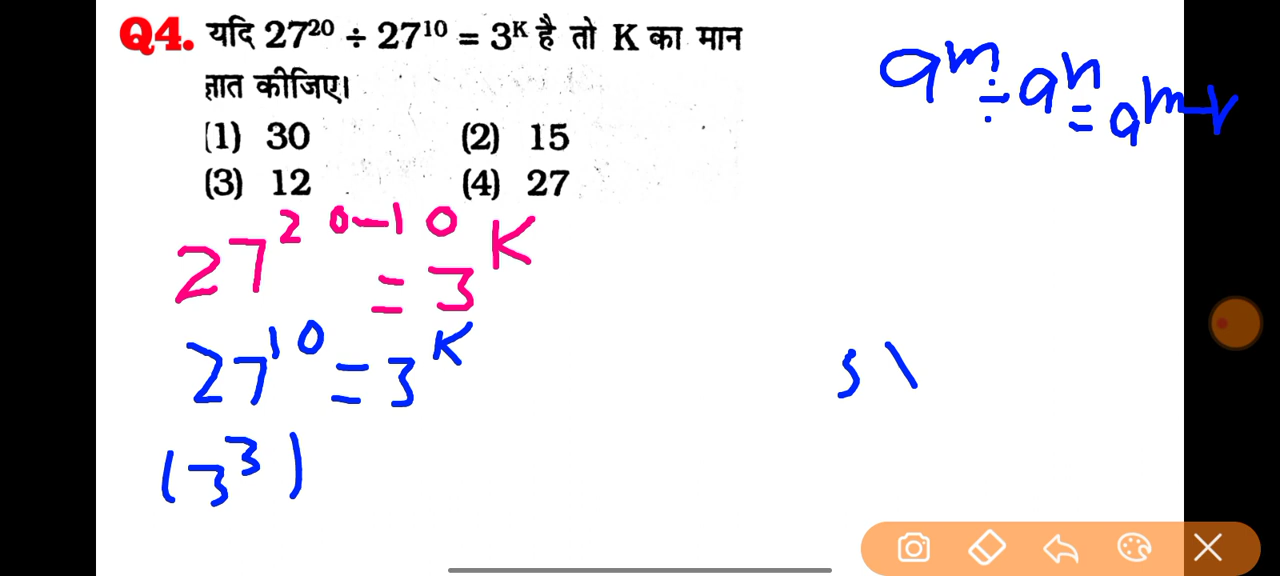 Q4. यदि 27²⁰ ÷ 27¹⁰ = 3ᴷ है तो K का मान
ज्ञात कीजिए।
(1) 30 (2) 15
(3) 12 (4) 27
aᵐ ÷ aⁿ = aᵐ⁻
27²⁰⁻¹⁰ = 3ᴷ
27¹⁰ = 3ᴷ
(3³)